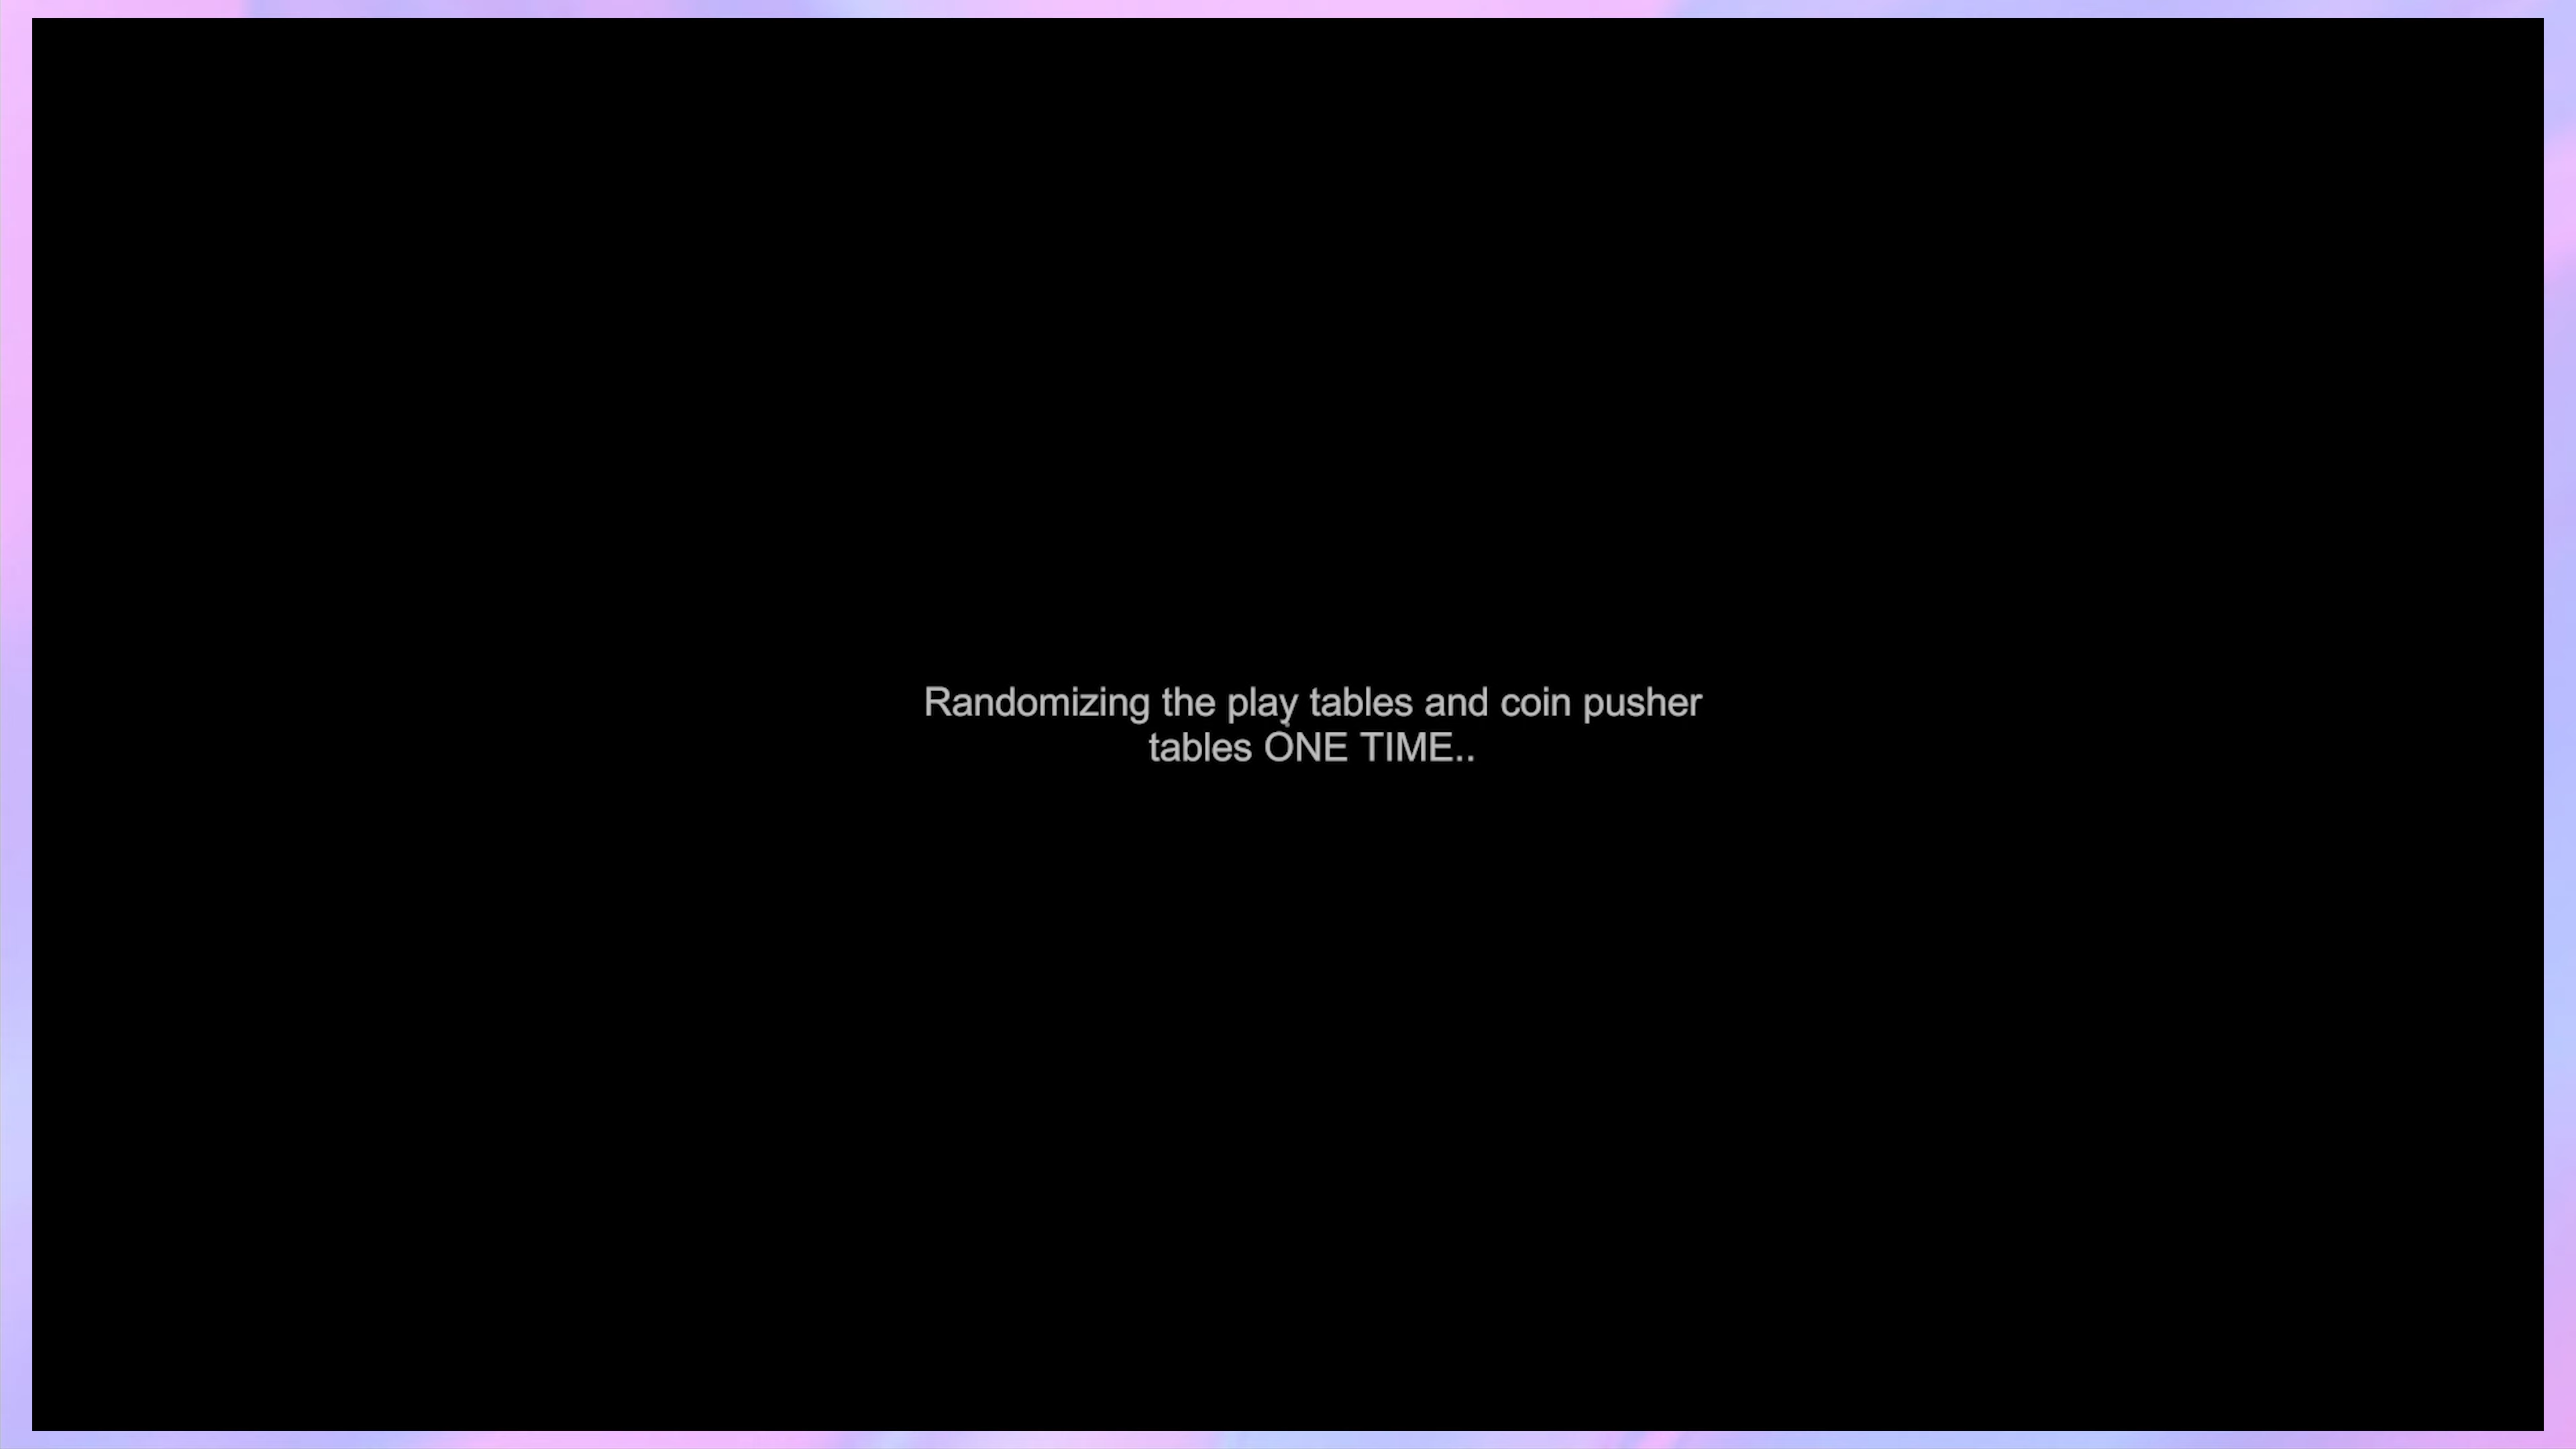 Randomizing the play tables and coin pusher
tables ONE TIME..